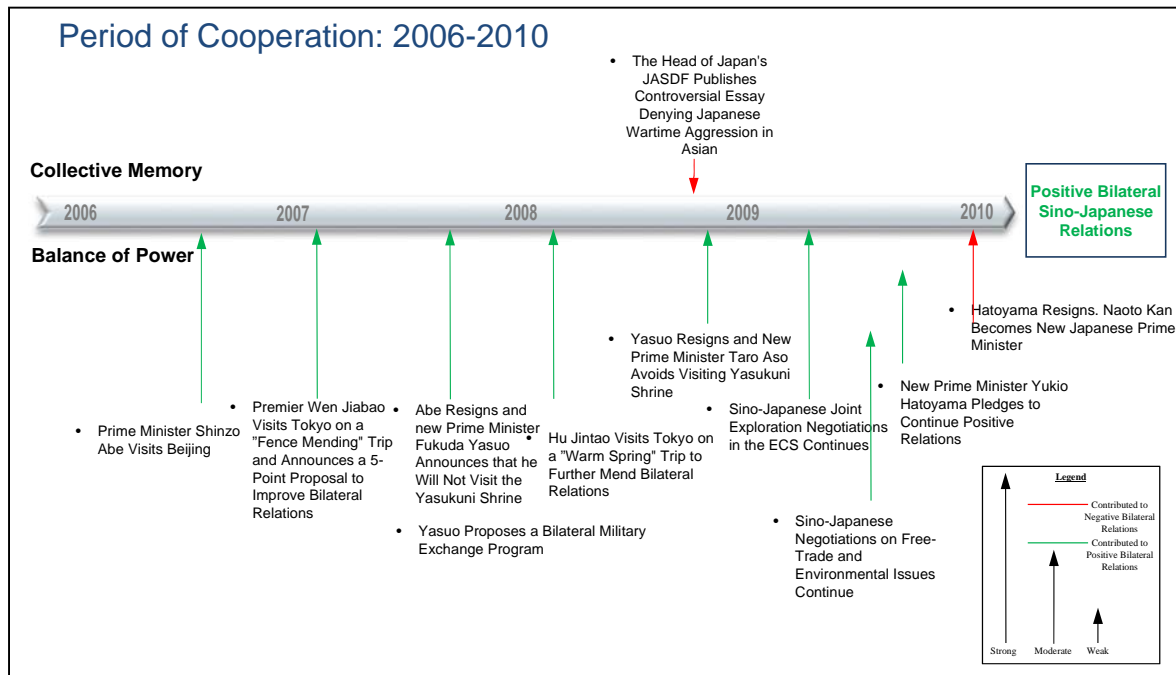 Period of Cooperation: 2006-2010
• The Head of Japan's
JASDF Publishes
Controversial Essay
Denying Japanese
Wartime Aggression in
Asian
Collective Memory
2006
2007
2008
2009
2010
Positive Bilateral
Sino-Japanese
Relations
Balance of Power
• Prime Minister Shinzo
Abe Visits Beijing
• Premier Wen Jiabao
Visits Tokyo on a
"Fence Mending" Trip
and Announces a 5-
Point Proposal to
Improve Bilateral
Relations
• Abe Resigns and
new Prime Minister
Fukuda Yasuo
Announces that he
Will Not Visit the
Yasukuni Shrine
• Yasuo Proposes a Bilateral Military
Exchange Program
• Hu Jintao Visits Tokyo on
a "Warm Spring" Trip to
Further Mend Bilateral
Relations
• Yasuo Resigns and New
Prime Minister Taro Aso
Avoids Visiting Yasukuni
Shrine
• Sino-Japanese Joint
Exploration Negotiations
in the ECS Continues
• Sino-Japanese
Negotiations on Free-
Trade and
Environmental Issues
Continue
• New Prime Minister Yukio
Hatoyama Pledges to
Continue Positive
Relations
• Hatoyama Resigns. Naoto Kan
Becomes New Japanese Prime
Minister
Legend
Contributed to
Negative Bilateral
Relations
Contributed to
Positive Bilateral
Relations
Strong
Moderate
Weak